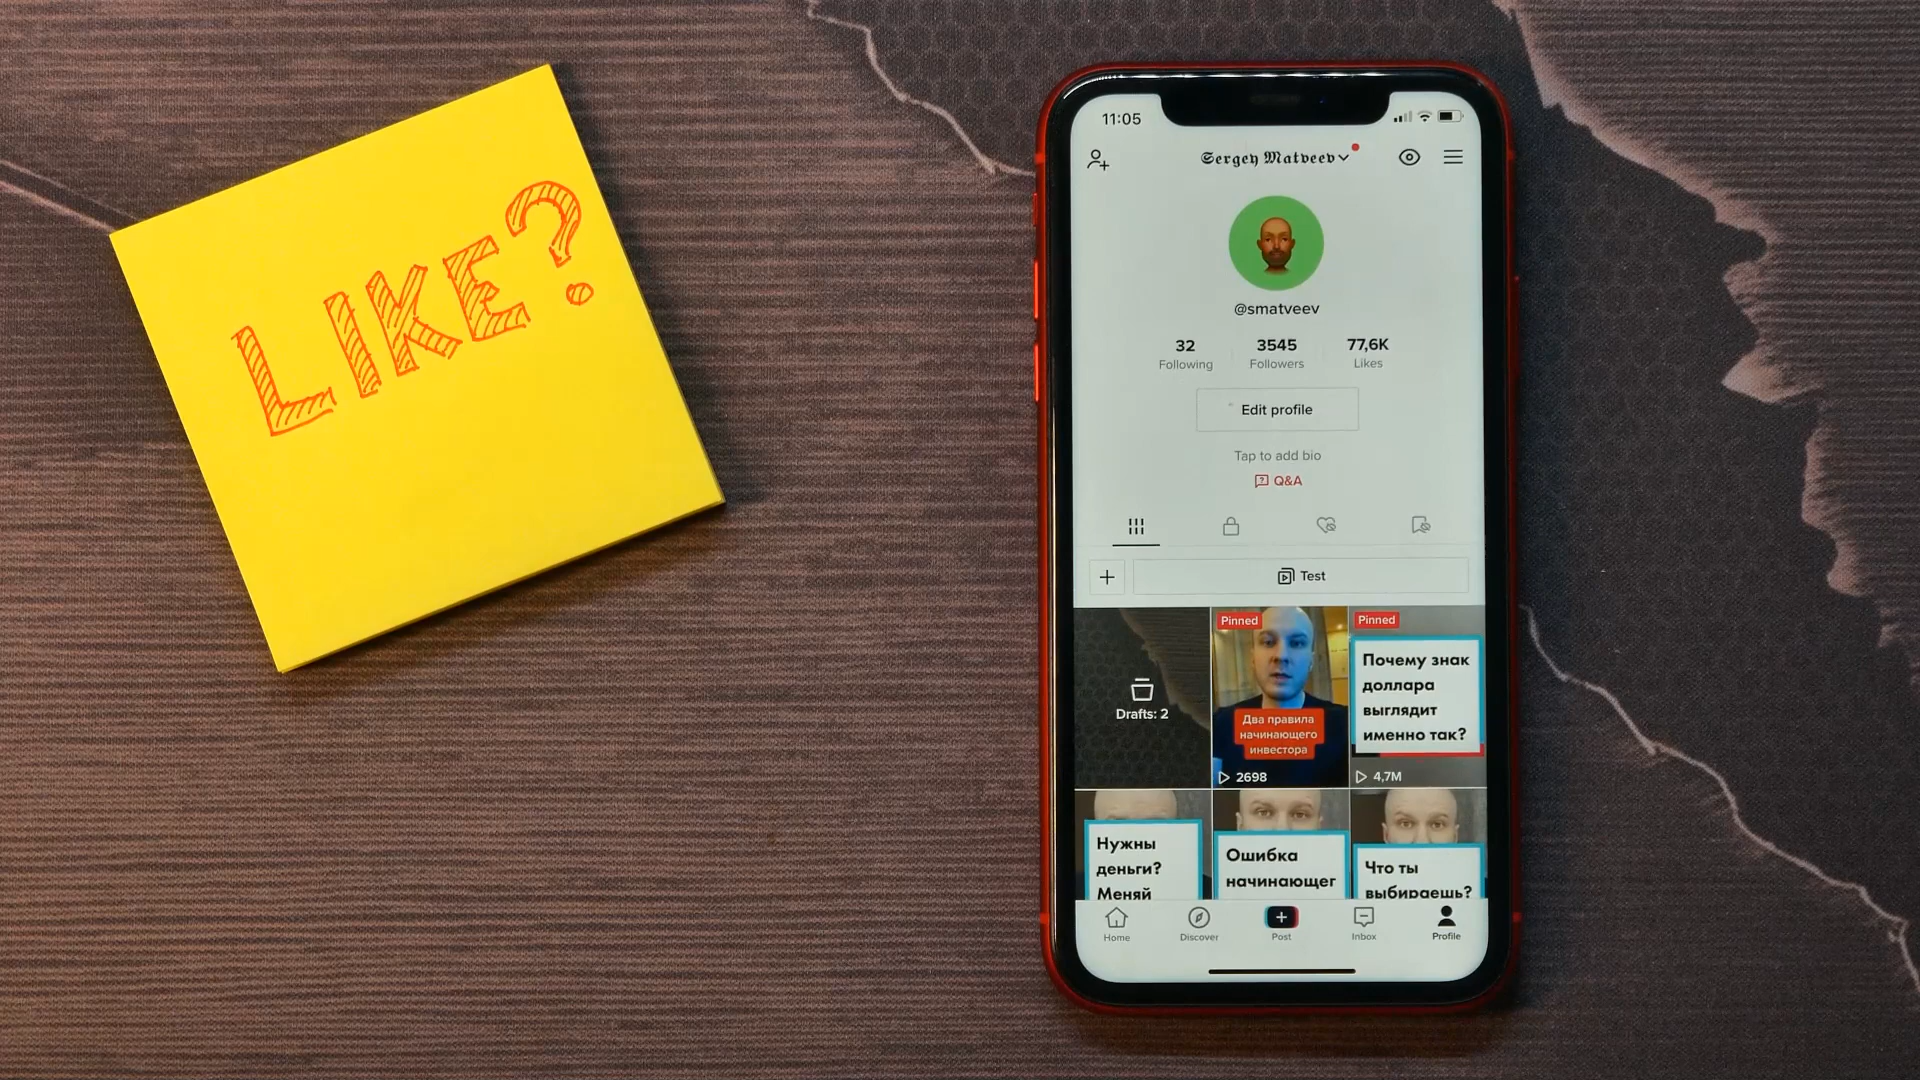 LIKE?
11:05
𝕾𝖊𝖗𝖌𝖊𝖞 𝕸𝖆𝖙𝖛𝖊𝖊𝖛
@smatveev
32 3545 77,6K
Following Followers Likes
Edit profile
Tap to add bio
Q&A
Test
Drafts: 2
Pinned
Два правила
начинающего
инвестора
2698
Pinned
Почему знак
доллара
выглядит
именно так?
4,7M
Нужны
деньги?
Меняй
Ошибка
начинающег
Что ты
выбираешь?
Home Discover Post Inbox Profile